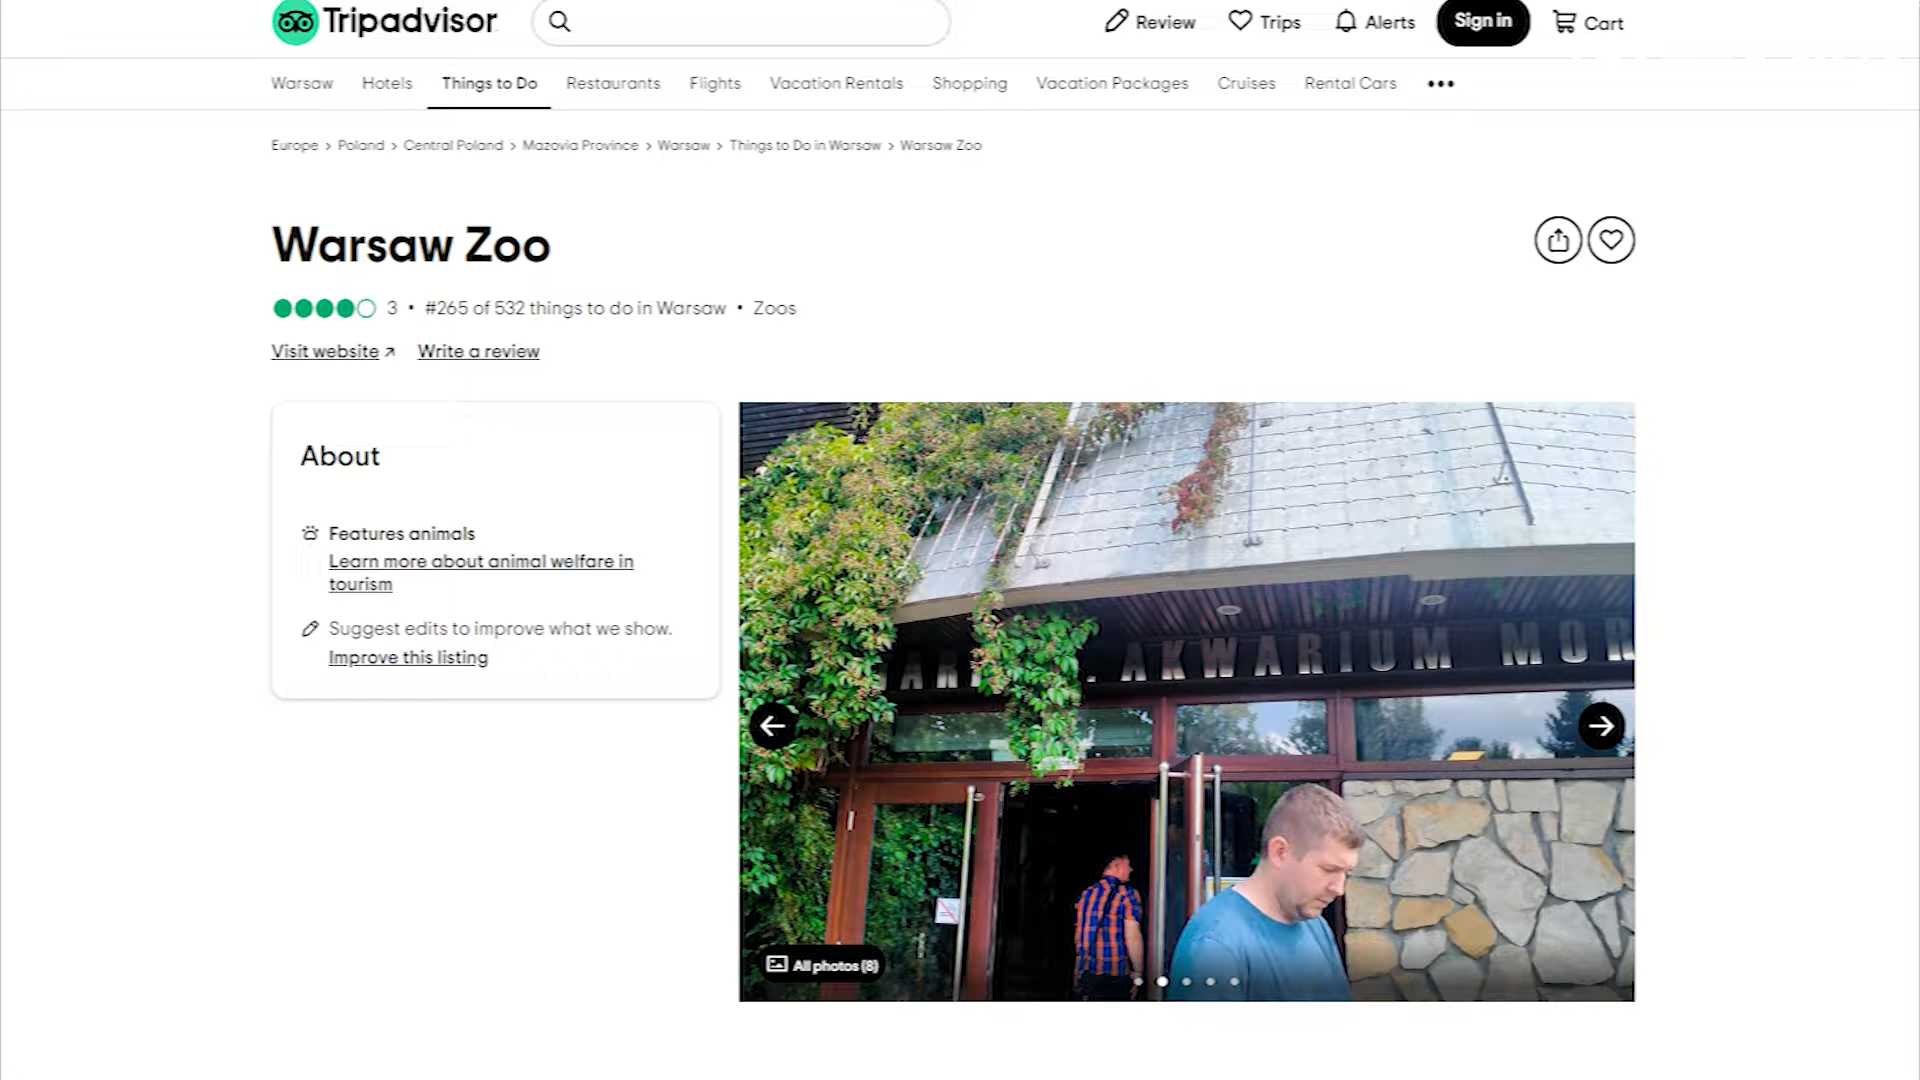 Tripadvisor
Review Trips Alerts Sign in Cart
Warsaw Hotels Things to Do Restaurants Flights Vacation Rentals Shopping Vacation Packages Cruises Rental Cars •••
Europe > Poland > Central Poland > Mazovia Province > Warsaw > Things to Do in Warsaw > Warsaw Zoo
Warsaw Zoo
3 • #265 of 532 things to do in Warsaw • Zoos
Visit website Write a review
About
Features animals
Learn more about animal welfare in
tourism
Suggest edits to improve what we show.
Improve this listing
AKWARIUM MOR
All photos (8)